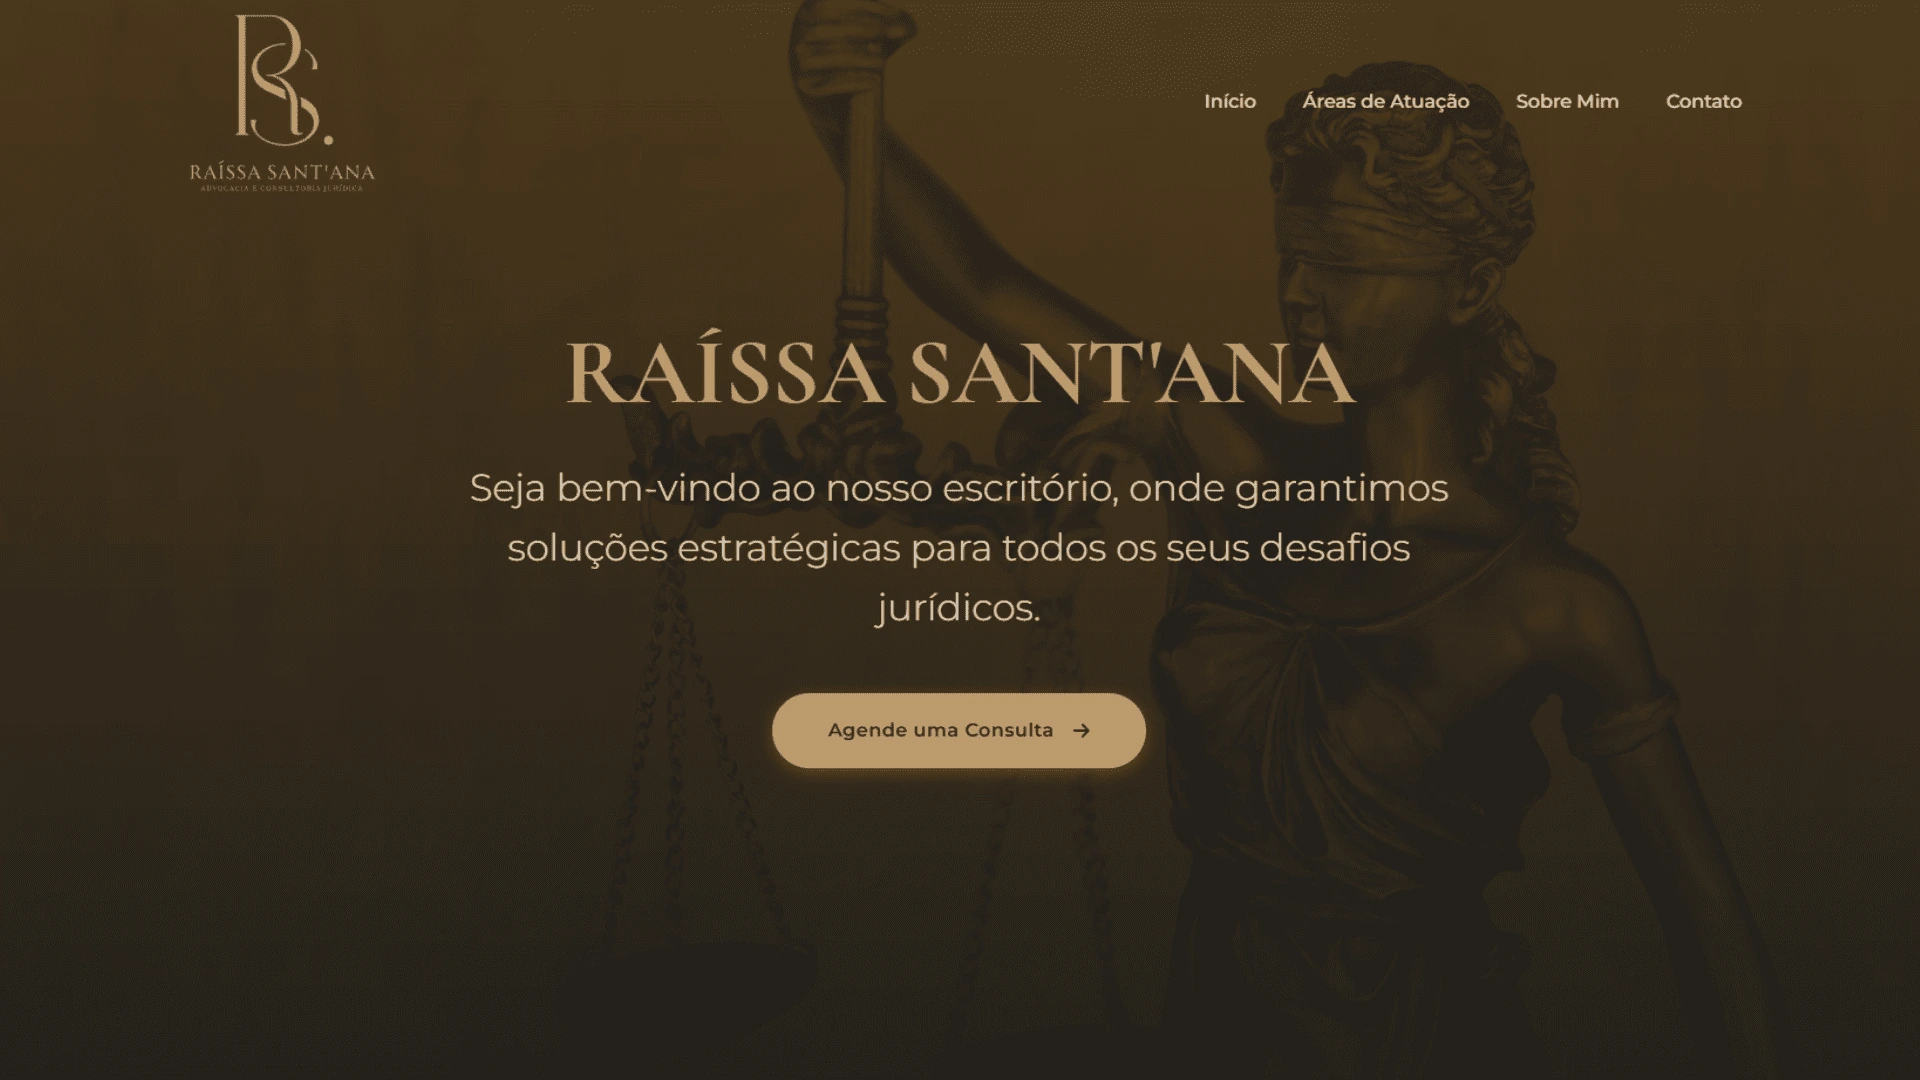 RS.
RAÍSSA SANT'ANA
ADVOCACIA E CONSULTORIA JURÍDICA
Início
Áreas de Atuação
Sobre Mim
Contato
RAÍSSA SANT'ANA
Seja bem-vindo ao nosso escritório, onde garantimos
soluções estratégicas para todos os seus desafios
jurídicos.
Agende uma Consulta →